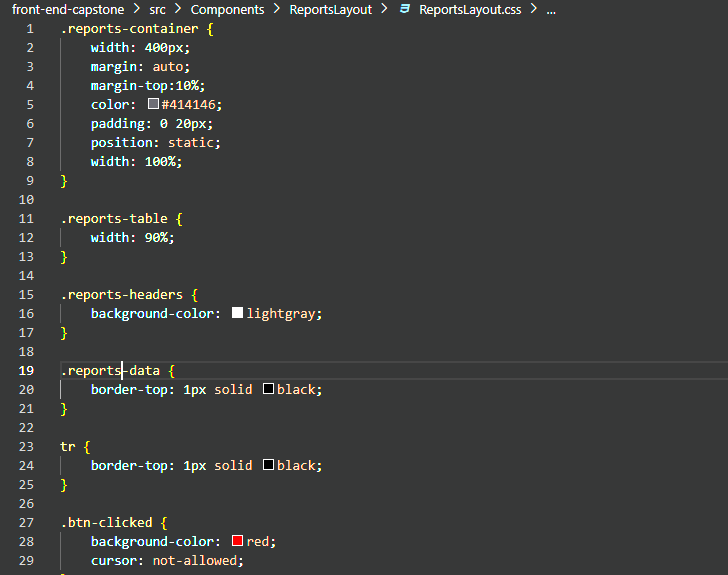 front-end-capstone > src > Components > ReportsLayout > ReportsLayout.css > ...
1 .reports-container {
2 width: 400px;
3 margin: auto;
4 margin-top:10%;
5 color: #414146;
6 padding: 0 20px;
7 position: static;
8 width: 100%;
9 }
10
11 .reports-table {
12 width: 90%;
13 }
14
15 .reports-headers {
16 background-color: lightgray;
17 }
18
19 .reports-data {
20 border-top: 1px solid black;
21 }
22
23 tr {
24 border-top: 1px solid black;
25 }
26
27 .btn-clicked {
28 background-color: red;
29 cursor: not-allowed;